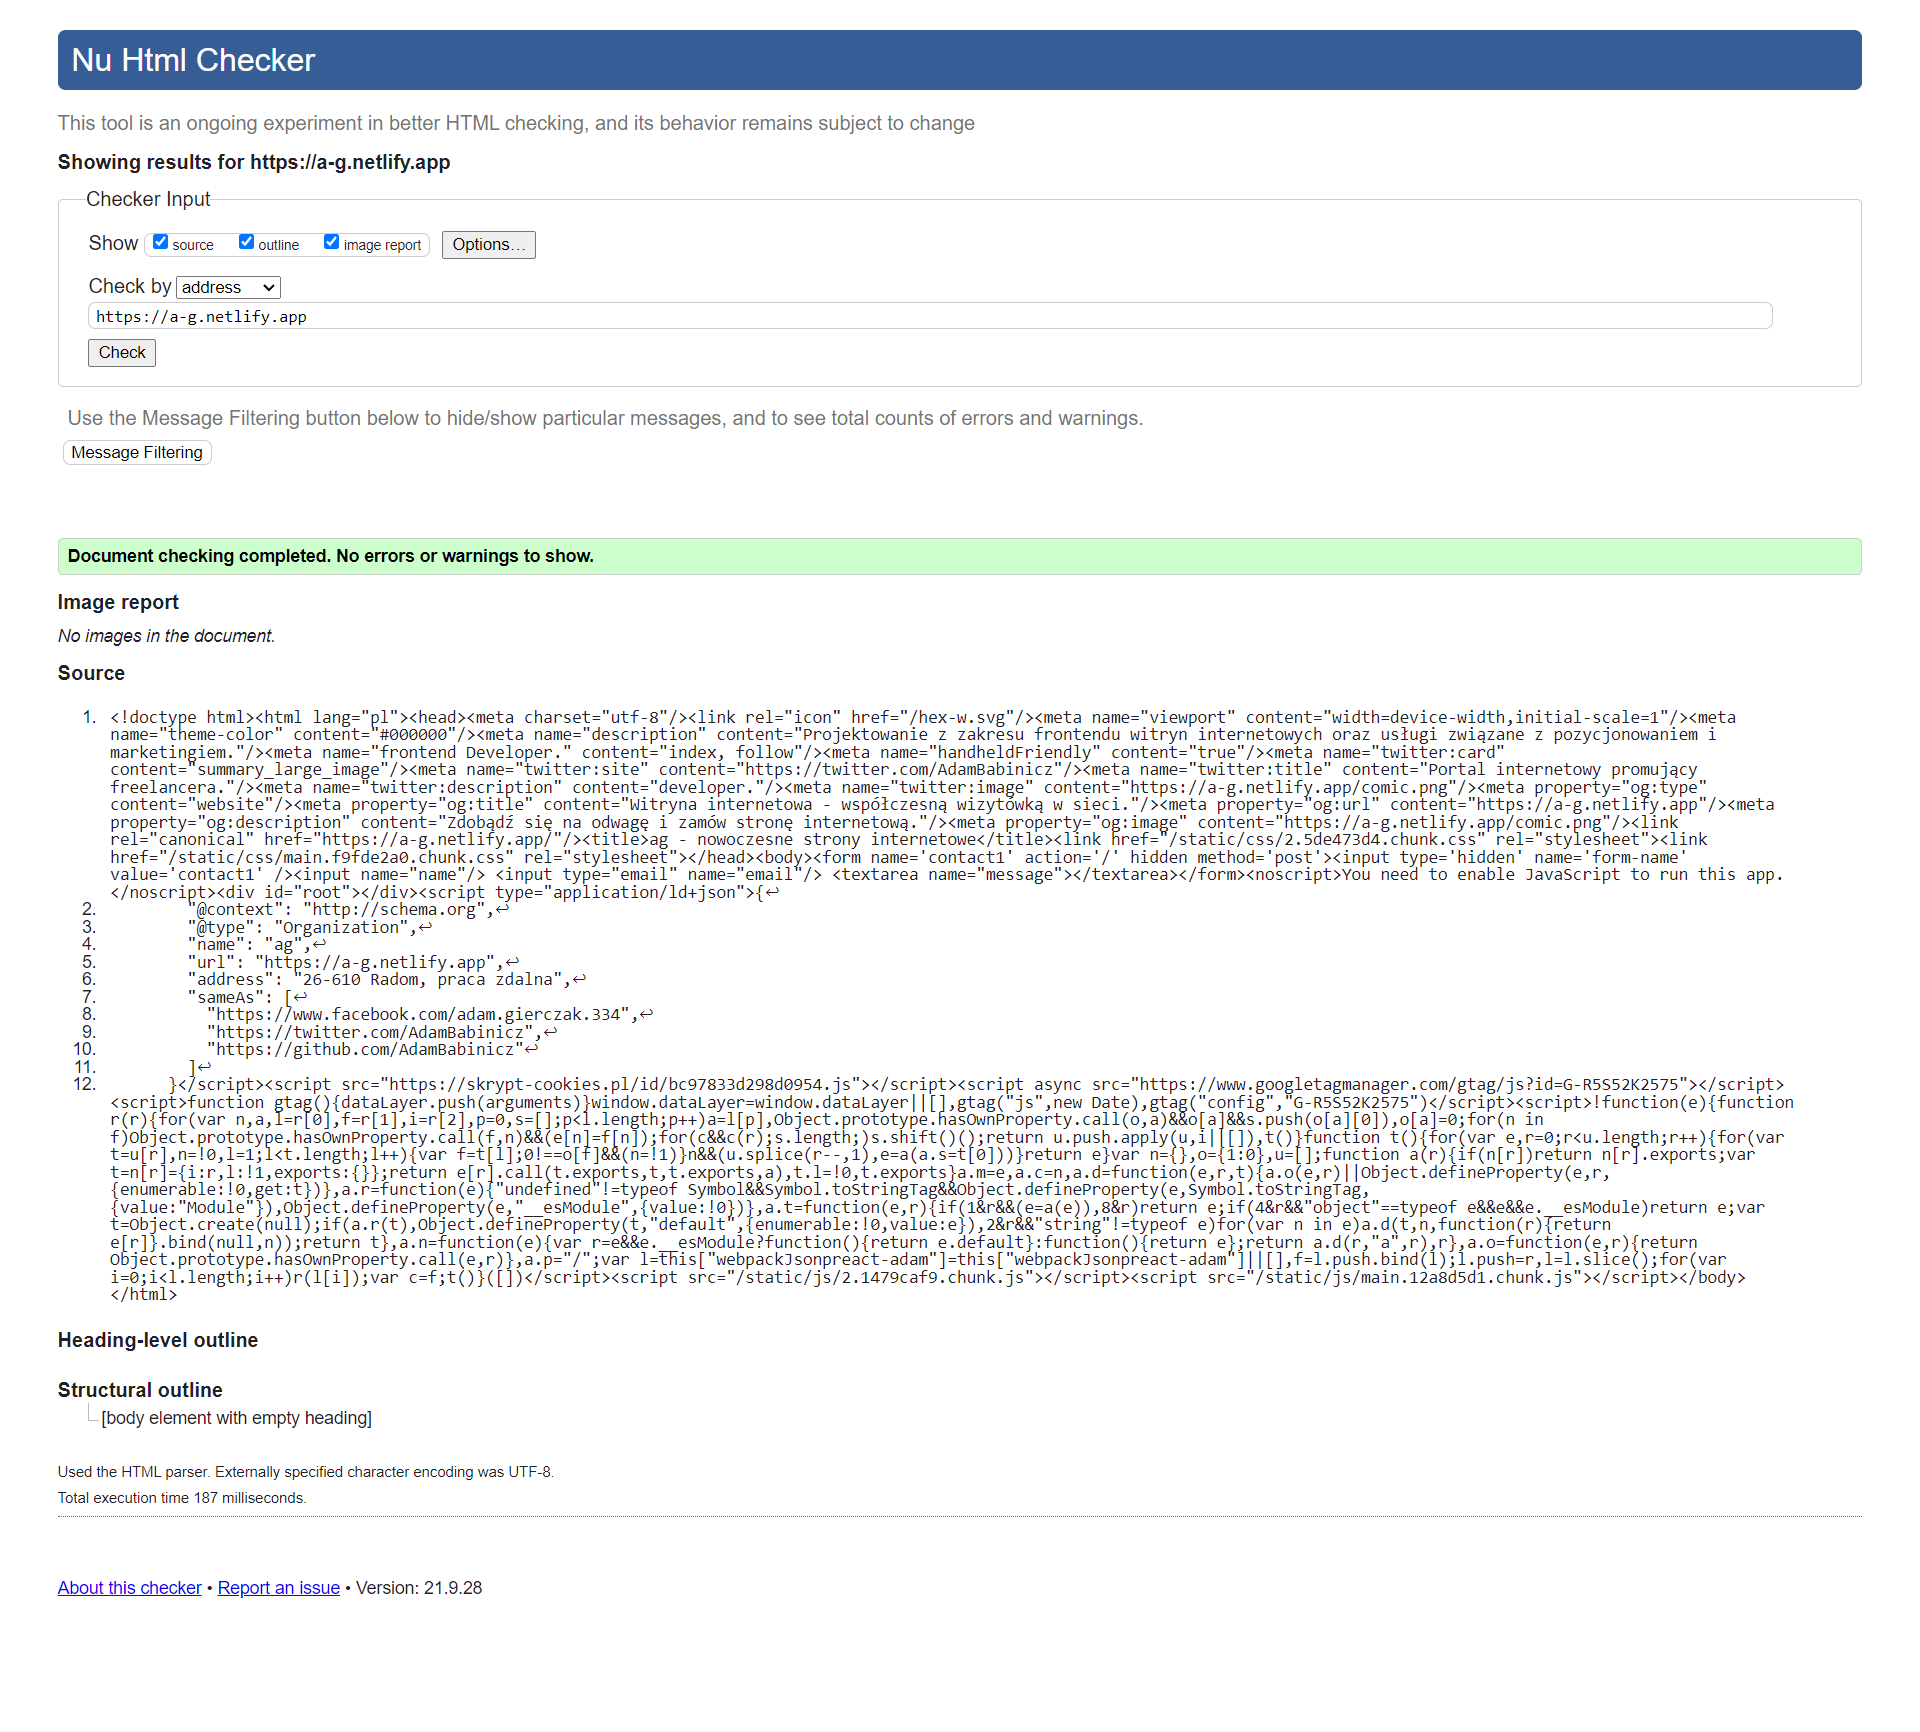 Nu Html Checker
This tool is an ongoing experiment in better HTML checking, and its behavior remains subject to change
Showing results for https://a-g.netlify.app
Checker Input
Show source outline image report Options...
Check by address
https://a-g.netlify.app
Check
Use the Message Filtering button below to hide/show particular messages, and to see total counts of errors and warnings.
Message Filtering
Document checking completed. No errors or warnings to show.
Image report
No images in the document.
Source
1. <!doctype html><html lang="pl"><head><meta charset="utf-8"/><link rel="icon" href="/hex-w.svg"/><meta name="viewport" content="width=device-width,initial-scale=1"/><meta
name="theme-color" content="#000000"/><meta name="description" content="Projektowanie z zakresu frontendu witryn internetowych oraz usługi związane z pozycjonowaniem i
marketingiem."/><meta name="frontend Developer." content="index, follow"/><meta name="handheldFriendly" content="true"/><meta name="twitter:card"
content="summary_large_image"/><meta name="twitter:site" content="https://twitter.com/AdamBabinicz"/><meta name="twitter:title" content="Portal internetowy promujący
freelancera."/><meta name="twitter:description" content="developer."/><meta name="twitter:image" content="https://a-g.netlify.app/comic.png"/><meta property="og:type"
content="website"/><meta property="og:title" content="Witryna internetowa - współczesną wizytówką w sieci."/><meta property="og:url" content="https://a-g.netlify.app"/><meta
property="og:description" content="Zdobądź się na odwagę i zamów stronę internetową."/><meta property="og:image" content="https://a-g.netlify.app/comic.png"/><link
rel="canonical" href="https://a-g.netlify.app/"/><title>ag - nowoczesne strony internetowe</title><link href="/static/css/2.5de473d4.chunk.css" rel="stylesheet"><link
href="/static/css/main.f9fde2a0.chunk.css" rel="stylesheet"></head><body><form name='contact1' action='/' hidden method='post'><input type='hidden' name='form-name'
value='contact1' /><input name="name"/> <input type="email" name="email"/> <textarea name="message"></textarea></form><noscript>You need to enable JavaScript to run this app.
</noscript><div id="root"></div><script type="application/ld+json">{↩
2. "@context": "http://schema.org",↩
3. "@type": "Organization",↩
4. "name": "ag",↩
5. "url": "https://a-g.netlify.app",↩
6. "address": "26-610 Radom, praca zdalna",↩
7. "sameAs": [↩
8. "https://www.facebook.com/adam.gierczak.334",↩
9. "https://twitter.com/AdamBabinicz",↩
10. "https://github.com/AdamBabinicz"↩
11. ]↩
12. }</script><script src="https://skrypt-cookies.pl/id/bc97833d298d0954.js"></script><script async src="https://www.googletagmanager.com/gtag/js?id=G-R5S52K2575"></script>
<script>function gtag(){dataLayer.push(arguments)}window.dataLayer=window.dataLayer||[],gtag("js",new Date),gtag("config","G-R5S52K2575")</script><script>!function(e){function
r(r){for(var n,a,l=r[0],f=r[1],i=r[2],p=0,s=[];p<l.length;p++)a=l[p],Object.prototype.hasOwnProperty.call(o,a)&&o[a]&&s.push(o[a][0]),o[a]=0;for(n in
f)Object.prototype.hasOwnProperty.call(f,n)&&(e[n]=f[n]);for(c&&c(r);s.length;)s.shift()();return u.push.apply(u,i||[]),t()}function t(){for(var e,r=0;r<u.length;r++){for(var
t=u[r],n=!0,l=1;l<t.length;l++){var f=t[l];0!==o[f]&&(n=!1)}n&&(u.splice(r--,1),e=a(a.s=t[0]))}return e}var n={},o={1:0},u=[];function a(r){if(n[r])return n[r].exports;var
t=n[r]={i:r,l:!1,exports:{}};return e[r].call(t.exports,t,t.exports,a),t.l=!0,t.exports}a.m=e,a.c=n,a.d=function(e,r,t){a.o(e,r)||Object.defineProperty(e,r,
{enumerable:!0,get:t})},a.r=function(e){"undefined"!=typeof Symbol&&Symbol.toStringTag&&Object.defineProperty(e,Symbol.toStringTag,
{value:"Module"}),Object.defineProperty(e,"__esModule",{value:!0})},a.t=function(e,r){if(1&r&&(e=a(e)),8&r)return e;if(4&r&&"object"==typeof e&&e&&e.__esModule)return e;var
t=Object.create(null);if(a.r(t),Object.defineProperty(t,"default",{enumerable:!0,value:e}),2&r&&"string"!=typeof e)for(var n in e)a.d(t,n,function(r){return
e[r]}.bind(null,n));return t},a.n=function(e){var r=e&&e.__esModule?function(){return e.default}:function(){return e};return a.d(r,"a",r),r},a.o=function(e,r){return
Object.prototype.hasOwnProperty.call(e,r)},a.p="/";var l=this["webpackJsonpreact-adam"]=this["webpackJsonpreact-adam"]||[],f=l.push.bind(l);l.push=r,l=l.slice();for(var
i=0;i<l.length;i++)r(l[i]);var c=f;t()}([])</script><script src="/static/js/2.1479caf9.chunk.js"></script><script src="/static/js/main.12a8d5d1.chunk.js"></script></body>
</html>
Heading-level outline
Structural outline
[body element with empty heading]
Used the HTML parser. Externally specified character encoding was UTF-8.
Total execution time 187 milliseconds.
About this checker • Report an issue • Version: 21.9.28